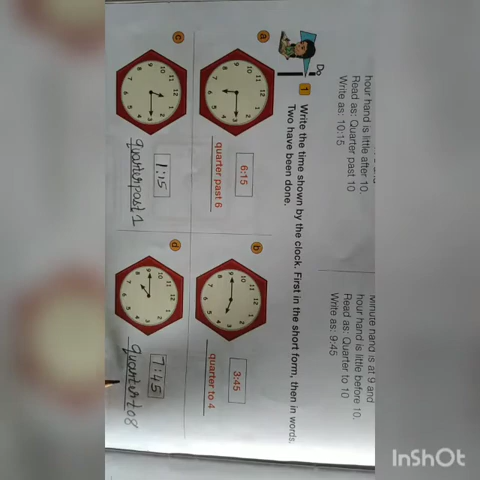 hour hand is little after 10.
Read as: Quarter past 10
Write as: 10:15
Minute hand is at 9 and
hour hand is little before 10.
Read as: Quarter to 10
Write as: 9:45
Do
1 Write the time shown by the clock. First in the short form, then in words.
Two have been done.
a
6:15
quarter past 6
b
3:45
quarter to 4
c
1:15
quarter past 1
d
7:45
quarter to 8
InShOt